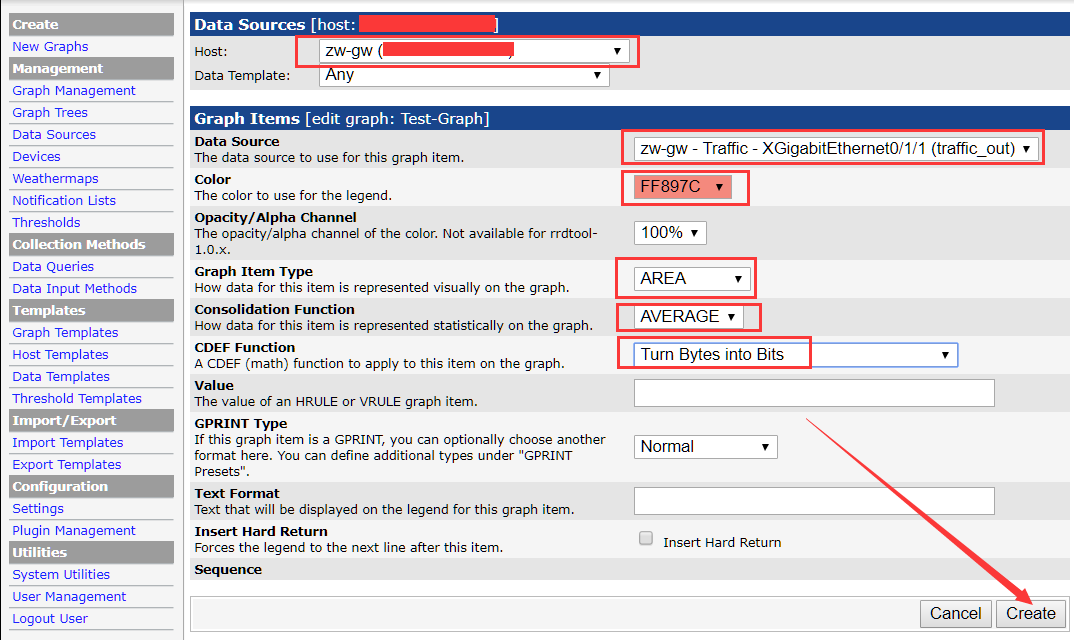 Create
New Graphs
Management
Graph Management
Graph Trees
Data Sources
Devices
Weathermaps
Notification Lists
Thresholds
Collection Methods
Data Queries
Data Input Methods
Templates
Graph Templates
Host Templates
Data Templates
Threshold Templates
Import/Export
Import Templates
Export Templates
Configuration
Settings
Plugin Management
Utilities
System Utilities
User Management
Logout User
Data Sources [host: ]
Host: zw-gw (
Data Template: Any
Graph Items [edit graph: Test-Graph]
Data Source
The data source to use for this graph item.
zw-gw - Traffic - XGigabitEthernet0/1/1 (traffic_out)
Color
The color to use for the legend.
FF897C
Opacity/Alpha Channel
The opacity/alpha channel of the color. Not available for rrdtool-
1.0.x.
100%
Graph Item Type
How data for this item is represented visually on the graph.
AREA
Consolidation Function
How data for this item is represented statistically on the graph.
AVERAGE
CDEF Function
A CDEF (math) function to apply to this item on the graph.
Turn Bytes into Bits
Value
The value of an HRULE or VRULE graph item.
GPRINT Type
If this graph item is a GPRINT, you can optionally choose another
format here. You can define additional types under "GPRINT
Presets".
Normal
Text Format
Text that will be displayed on the legend for this graph item.
Insert Hard Return
Forces the legend to the next line after this item.
Insert Hard Return
Sequence
Cancel
Create